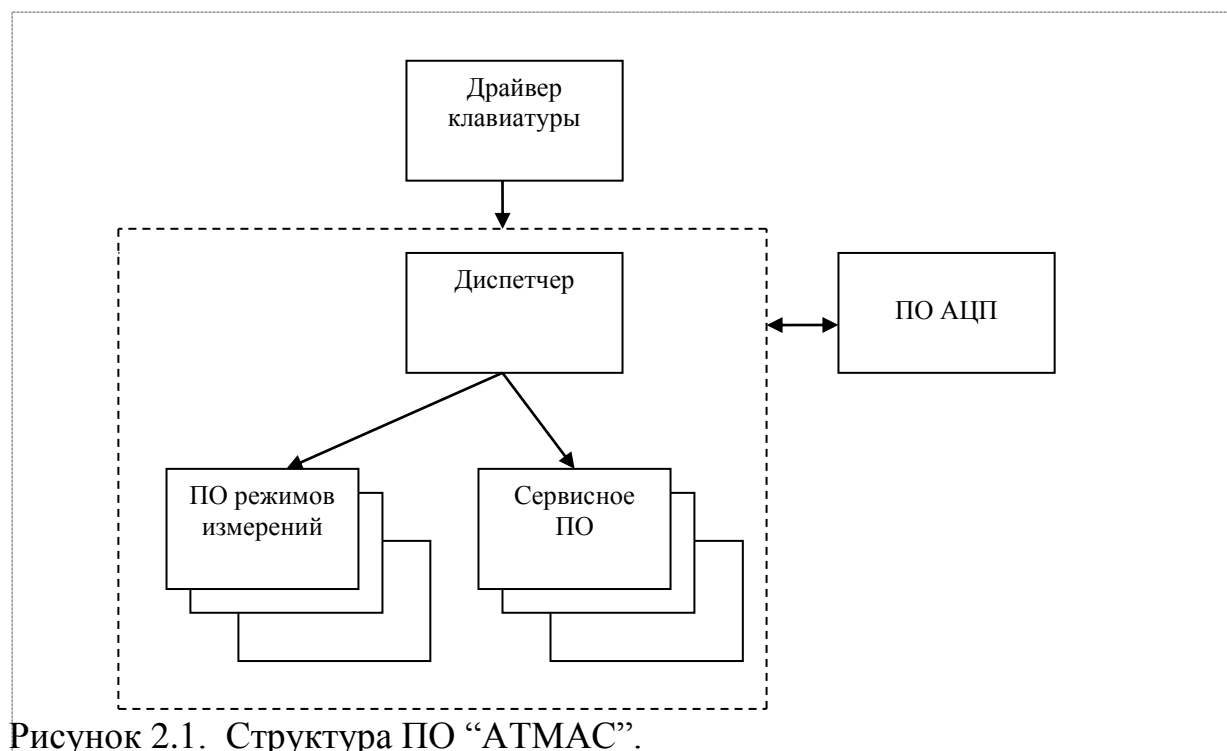 Драйвер
клавиатуры
Диспетчер
ПО АЦП
ПО режимов
измерений
Сервисное
ПО
Рисунок 2.1.  Структура ПО “АТМАС”.